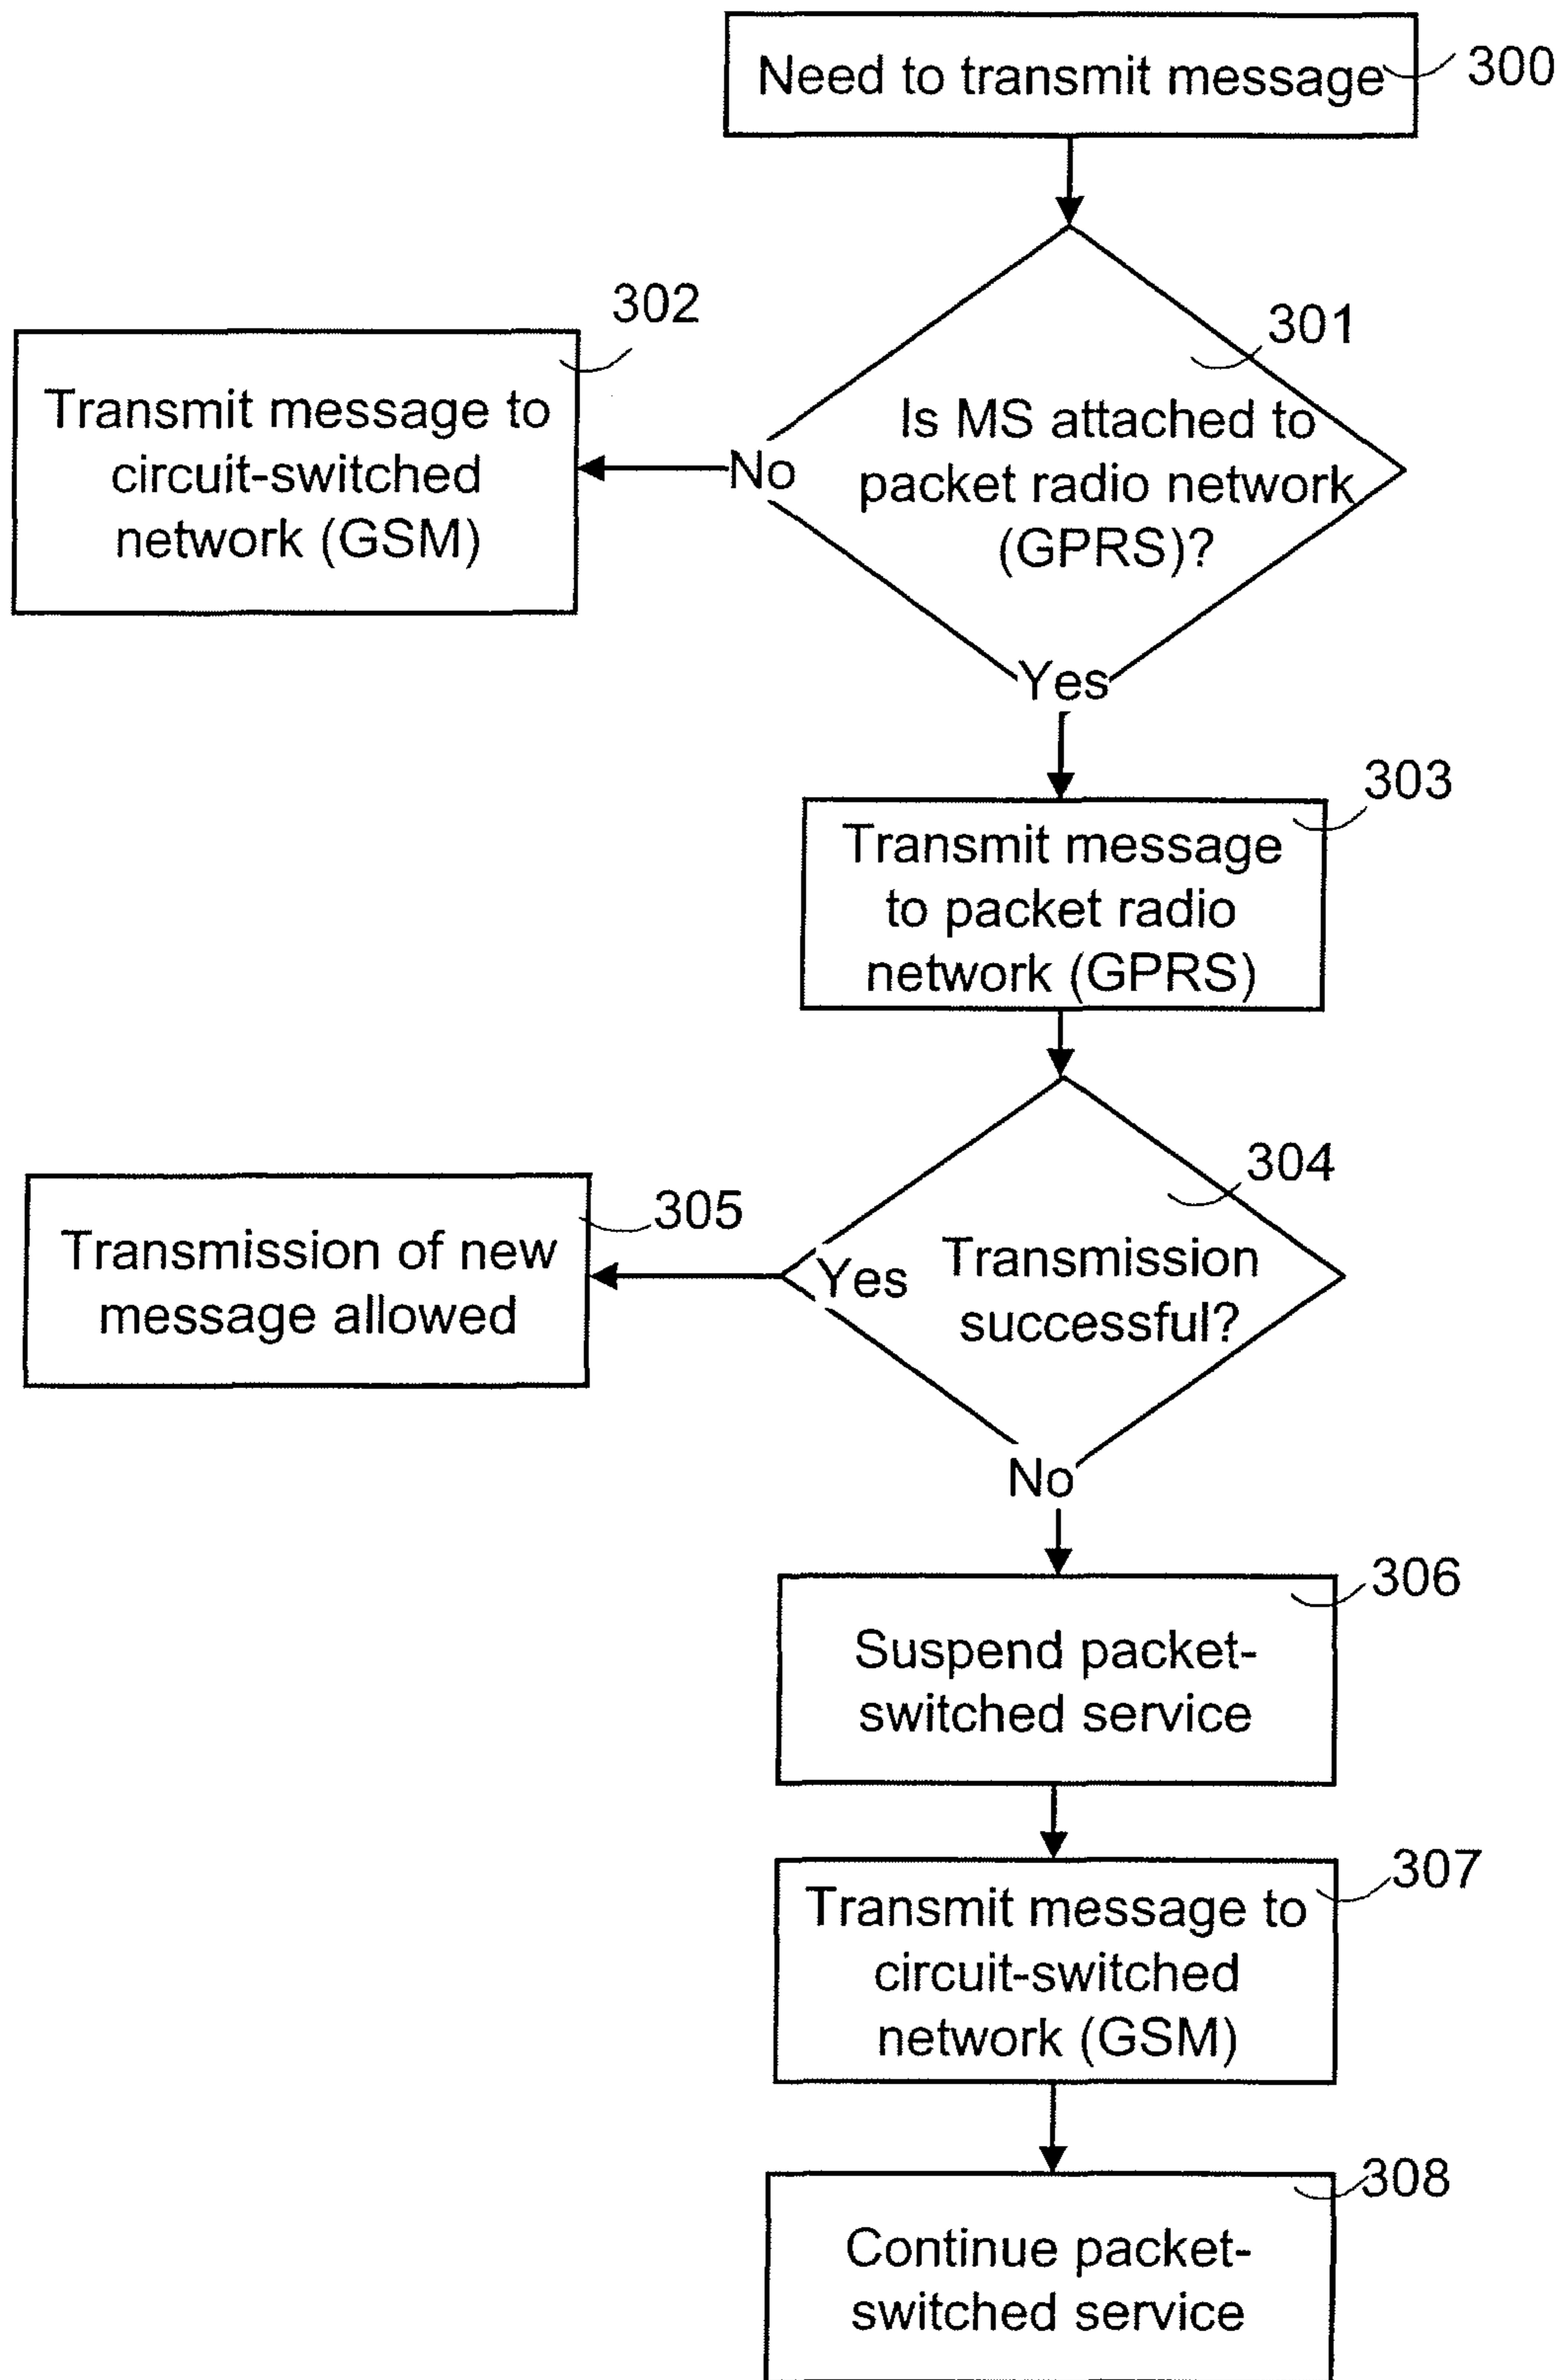 Need to transmit message
300
301
Is MS attached to
packet radio network
(GPRS)?
302
Transmit message to
circuit-switched
network (GSM)
No
Yes
303
Transmit message
to packet radio
network (GPRS)
304
Transmission
successful?
305
Transmission of new
message allowed
Yes
No
306
Suspend packet-
switched service
307
Transmit message to
circuit-switched
network (GSM)
308
Continue packet-
switched service